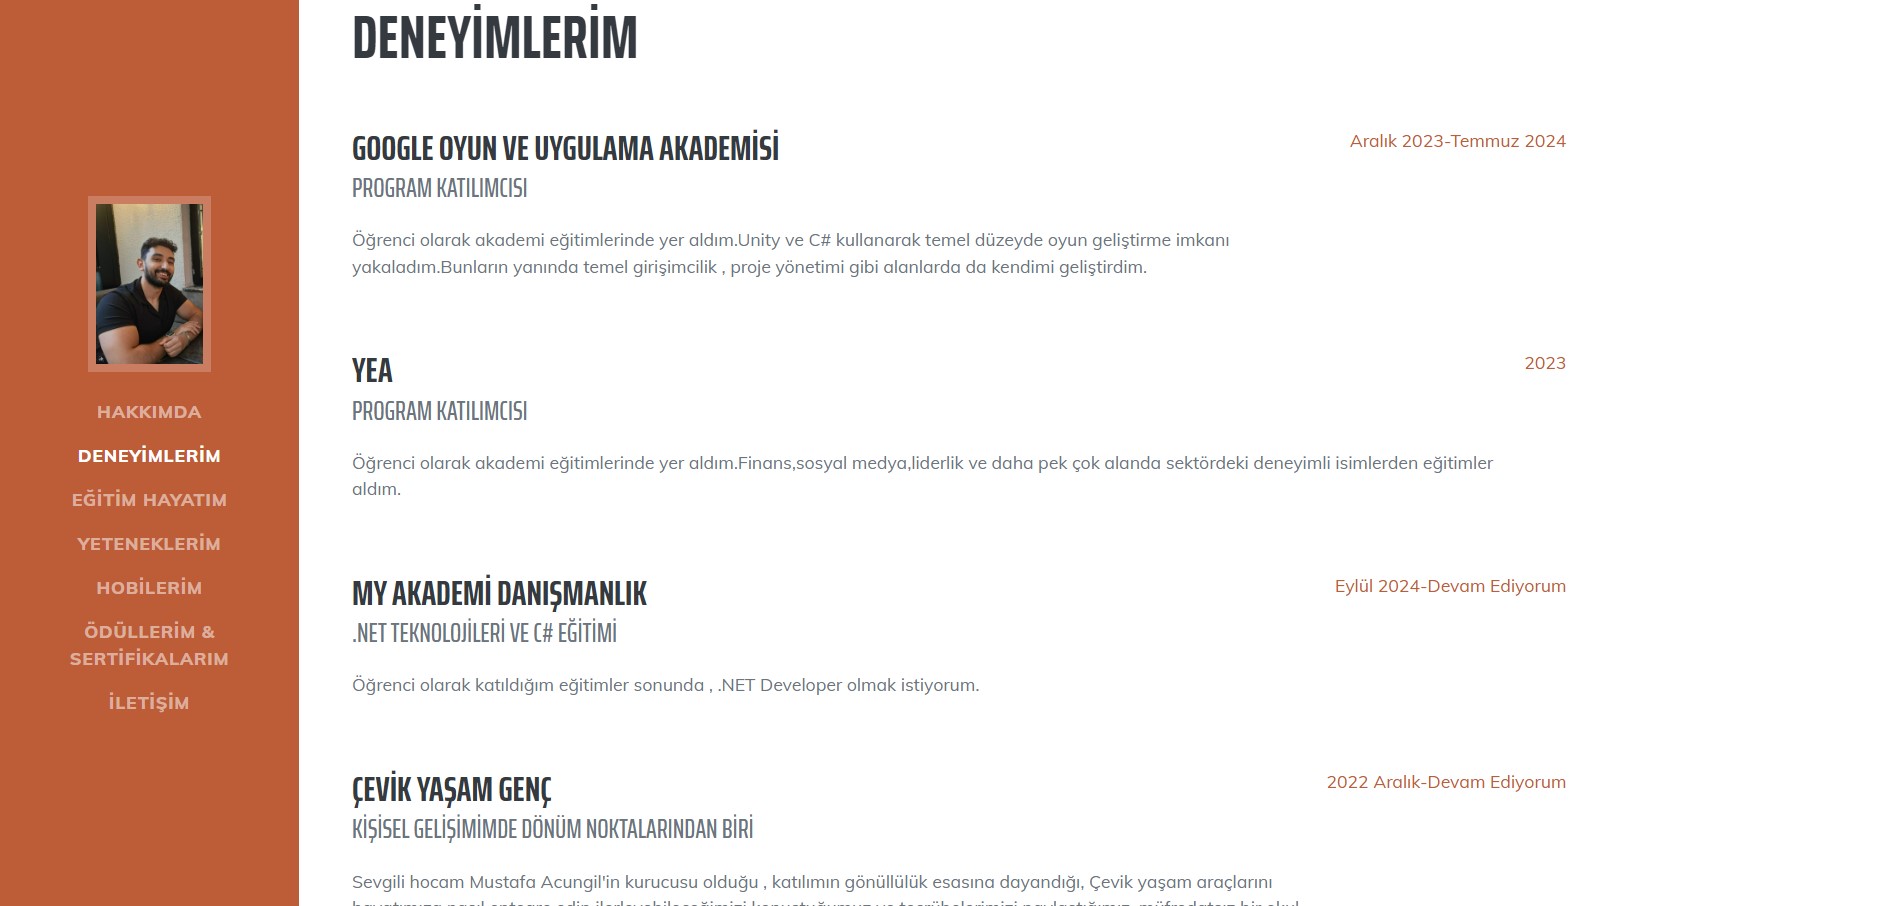 HAKKIMDA
DENEYİMLERİM
EĞİTİM HAYATIM
YETENEKLERİM
HOBİLERİM
ÖDÜLLERİM &
SERTİFİKALARIM
İLETİŞİM
DENEYİMLERİM
GOOGLE OYUN VE UYGULAMA AKADEMİSİ
Aralık 2023-Temmuz 2024
PROGRAM KATILIMCISI
Öğrenci olarak akademi eğitimlerinde yer aldım.Unity ve C# kullanarak temel düzeyde oyun geliştirme imkanı
yakaladım.Bunların yanında temel girişimcilik , proje yönetimi gibi alanlarda da kendimi geliştirdim.
YEA
2023
PROGRAM KATILIMCISI
Öğrenci olarak akademi eğitimlerinde yer aldım.Finans,sosyal medya,liderlik ve daha pek çok alanda sektördeki deneyimli isimlerden eğitimler
aldım.
MY AKADEMİ DANIŞMANLIK
Eylül 2024-Devam Ediyorum
.NET TEKNOLOJİLERİ VE C# EĞİTİMİ
Öğrenci olarak katıldığım eğitimler sonunda , .NET Developer olmak istiyorum.
ÇEVİK YAŞAM GENÇ
2022 Aralık-Devam Ediyorum
KİŞİSEL GELİŞİMİMDE DÖNÜM NOKTALARINDAN BİRİ
Sevgili hocam Mustafa Acungil'in kurucusu olduğu , katılımın gönüllülük esasına dayandığı, Çevik yaşam araçlarını